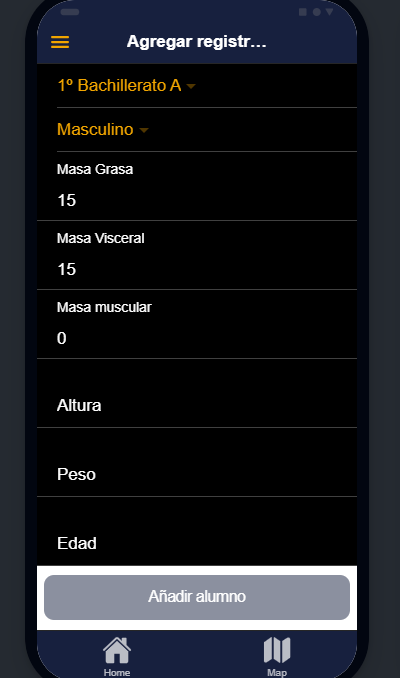 Agregar registr...
1º Bachillerato A
Masculino
Masa Grasa
15
Masa Visceral
15
Masa muscular
0
Altura
Peso
Edad
Añadir alumno
Home
Map